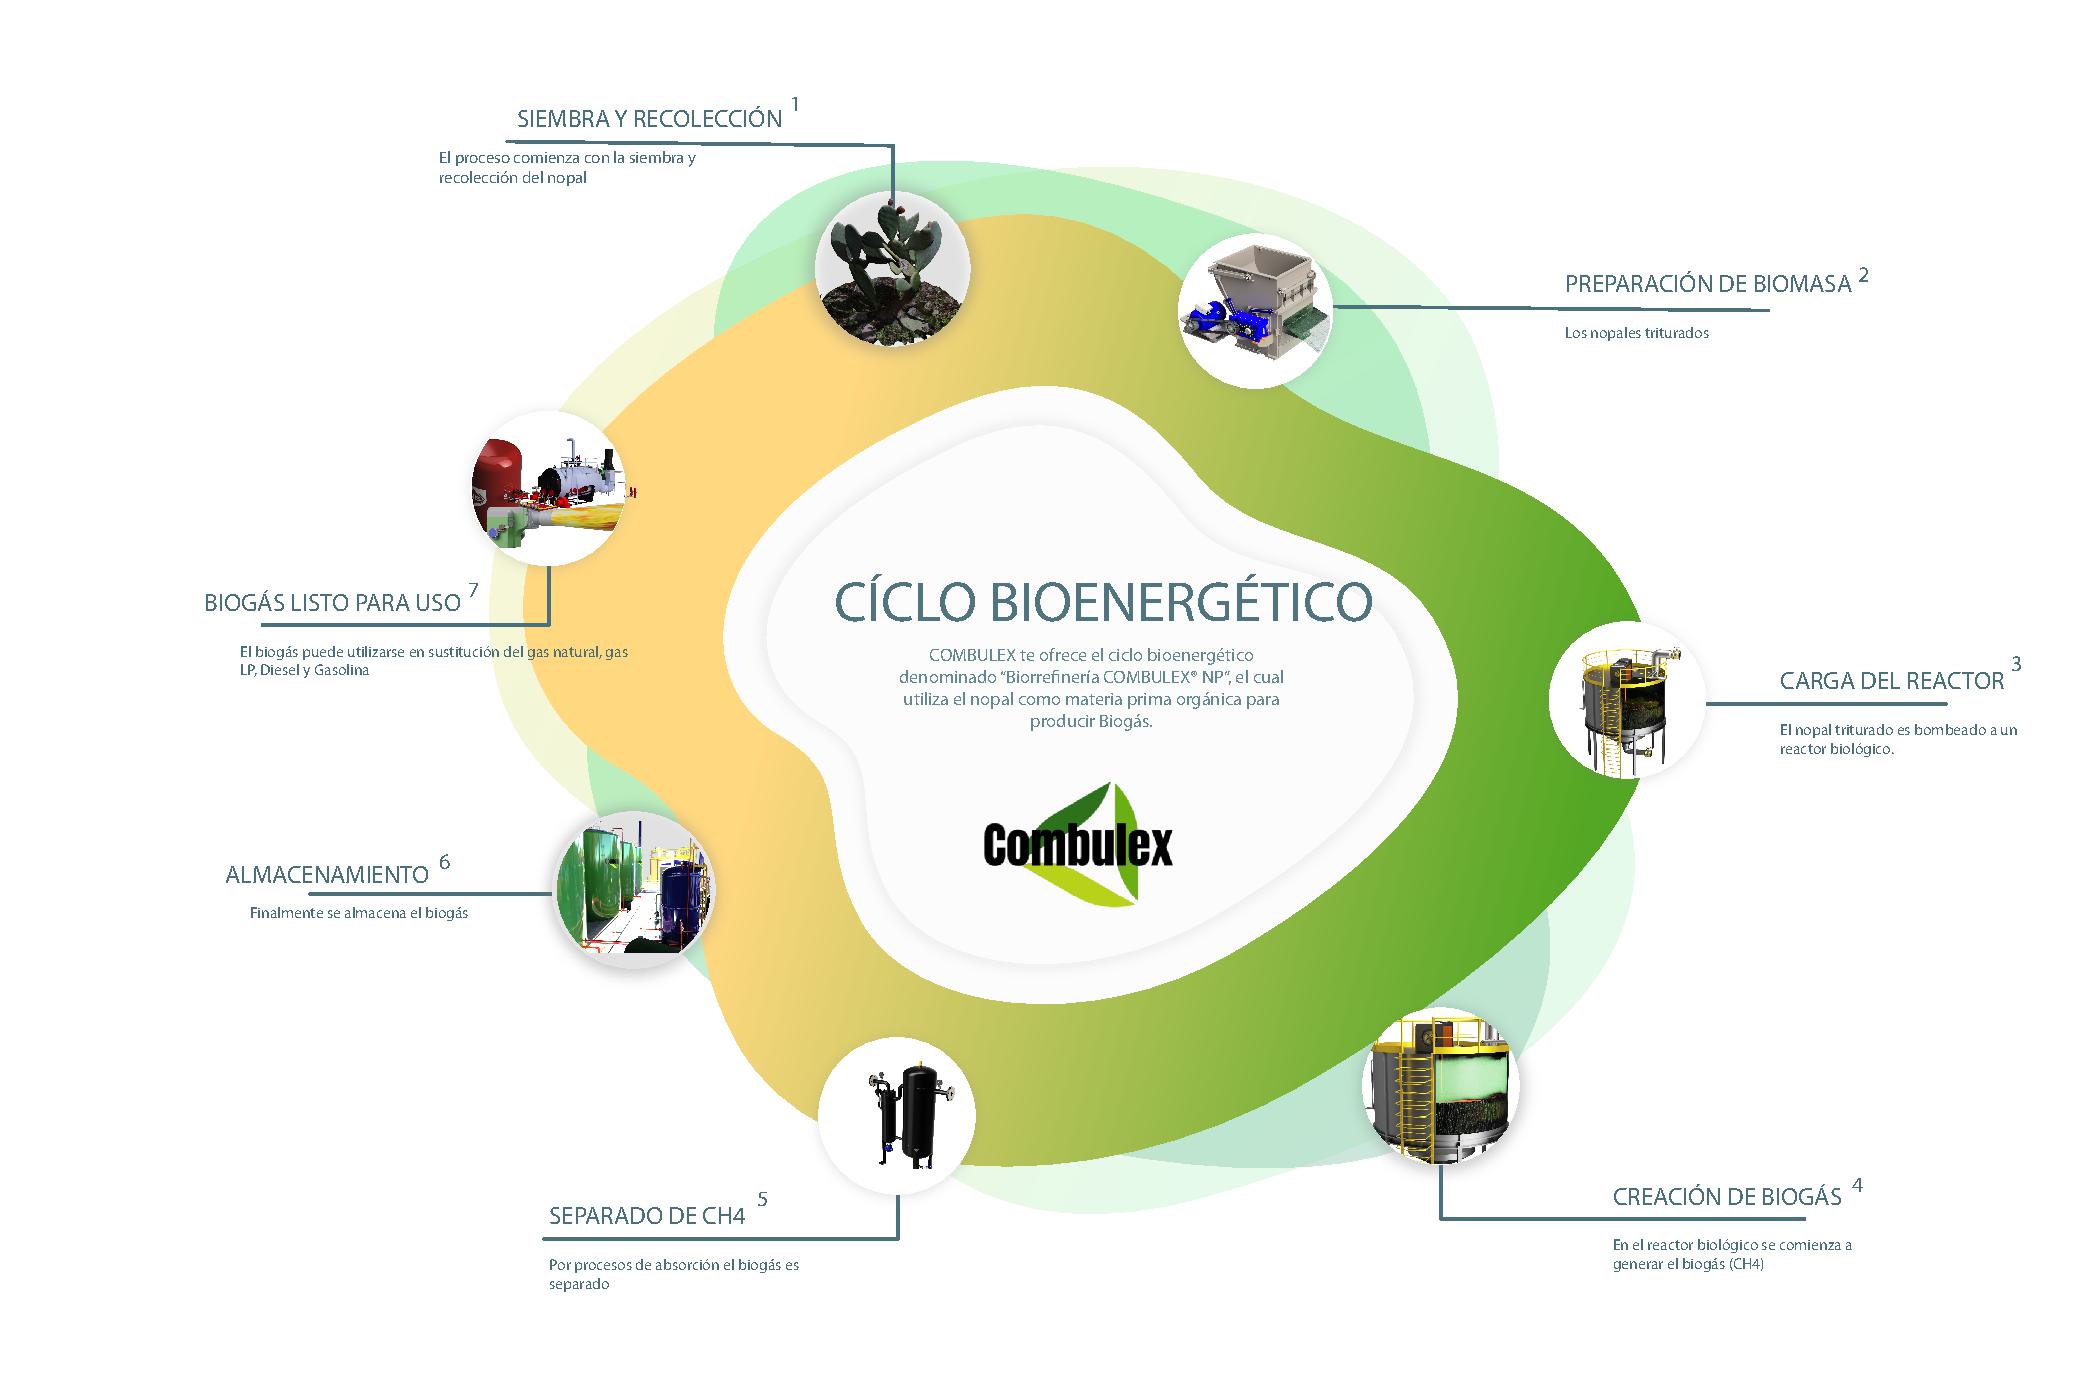 SIEMBRA Y RECOLECCIÓN 1
El proceso comienza con la siembra y
recolección del nopal
PREPARACIÓN DE BIOMASA 2
Los nopales triturados
CARGA DEL REACTOR 3
El nopal triturado es bombeado a un
reactor biológico.
CREACIÓN DE BIOGÁS 4
En el reactor biológico se comienza a
generar el biogás (CH4)
SEPARADO DE CH4 5
Por procesos de absorción el biogás es
separado
ALMACENAMIENTO 6
Finalmente se almacena el biogás
BIOGÁS LISTO PARA USO 7
El biogás puede utilizarse en sustitución del gas natural, gas
LP, Diesel y Gasolina
CÍCLO BIOENERGÉTICO
COMBULEX te ofrece el ciclo bioenergético
denominado “Biorrefinería COMBULEX® NP”, el cual
utiliza el nopal como materia prima orgánica para
producir Biogás.
Combulex